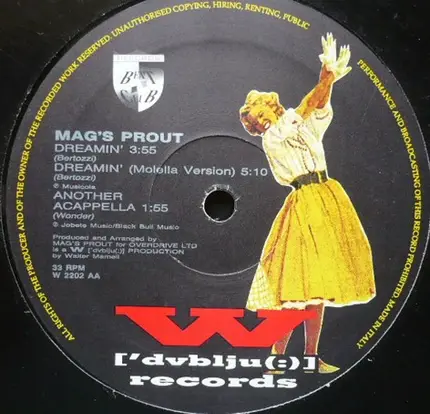 ALL RIGHTS OF THE PRODUCER AND OF THE OWNER OF THE RECORDED WORK RESERVED. UNAUTHORISED COPYING, HIRING, RENTING, PUBLIC PERFORMANCE AND BROADCASTING OF THIS RECORD PROHIBITED. MADE IN ITALY
MAG'S PROUT
DREAMIN' 3:55
(Bertozzi)
DREAMIN' (Molella Version) 5:10
(Bertozzi)
℗ Musicola
ANOTHER
ACAPPELLA 1:55
(Wonder)
℗ Jobete Music/Black Bull Music
Produced and Arranged by
MAG'S PROUT for OVERDRIVE LTD
is a W ['dvblju(:)] PRODUCTION
by Walter Mameli
33 RPM
W 2202 AA
W
['dvblju(:)]
records